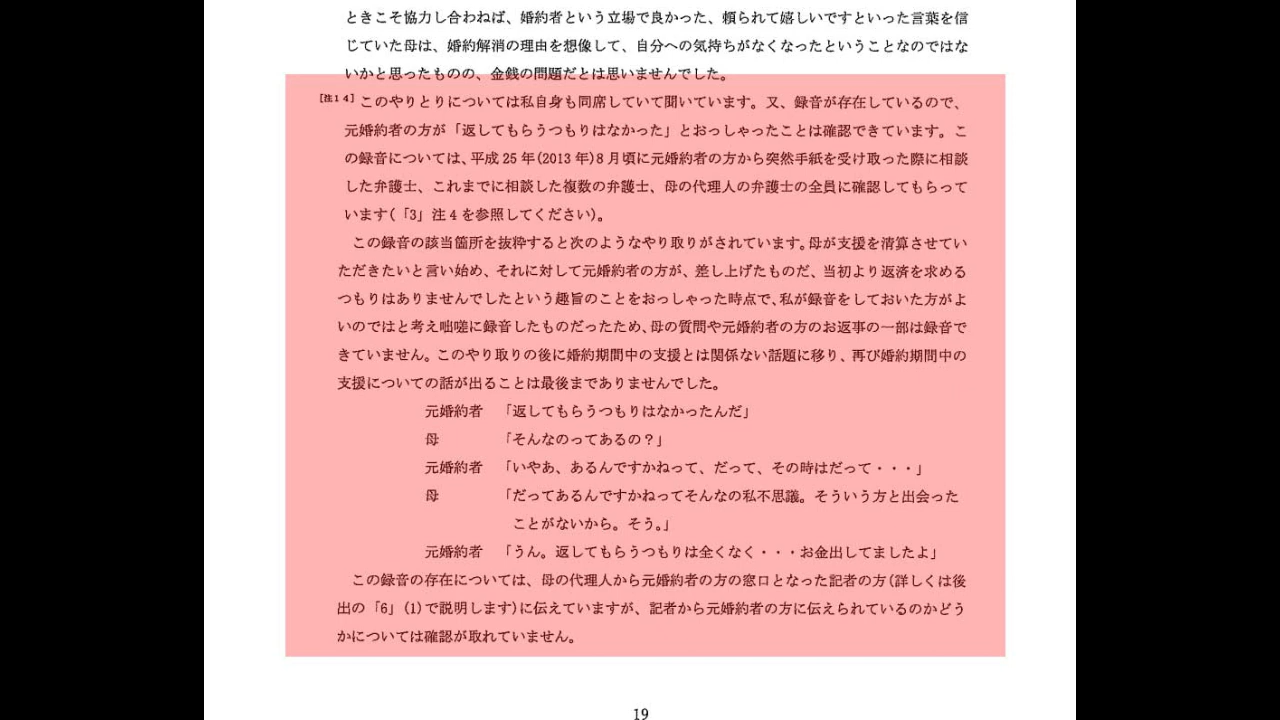 ときこそ協力し合わねば、婚約者という立場で良かった、頼られて嬉しいですといった言葉を信
じていた母は、婚約解消の理由を想像して、自分への気持ちがなくなったということなのではな
いかと思ったものの、金銭の問題だとは思いませんでした。
[注14] このやりとりについては私自身も同席していて聞いています。又、録音が存在しているので、
元婚約者の方が「返してもらうつもりはなかった」とおっしゃったことは確認できています。こ
の録音については、平成 25 年(2013 年)8 月頃に元婚約者の方から突然手紙を受け取った際に相談
した弁護士、これまでに相談した複数の弁護士、母の代理人の弁護士の全員に確認してもらって
います(「3」注 4 を参照してください)。
この録音の該当箇所を抜粋すると次のようなやり取りがされています。母が支援を清算させてい
ただきたいと言い始め、それに対して元婚約者の方が、差し上げたものだ、当初より返済を求める
つもりはありませんでしたという趣旨のことをおっしゃった時点で、私が録音をしておいた方がよ
いのではと考え咄嗟に録音したものだったため、母の質問や元婚約者の方のお返事の一部は録音で
きていません。このやり取りの後に婚約期間中の支援とは関係ない話題に移り、再び婚約期間中の
支援についての話が出ることは最後までありませんでした。
元婚約者 「返してもらうつもりはなかったんだ」
母 「そんなのってあるの？」
元婚約者 「いやあ、あるんですかねって、だって、その時はだって・・・」
母 「だってあるんですかねってそんなの私不思議。そういう方と出会った
ことがないから。そう。」
元婚約者 「うん。返してもらうつもりは全くなく・・・お金出してましたよ」
この録音の存在については、母の代理人から元婚約者の方の窓口となった記者の方(詳しくは後
出の「6」(1)で説明します)に伝えていますが、記者から元婚約者の方に伝えられているのかどう
かについては確認が取れていません。
19